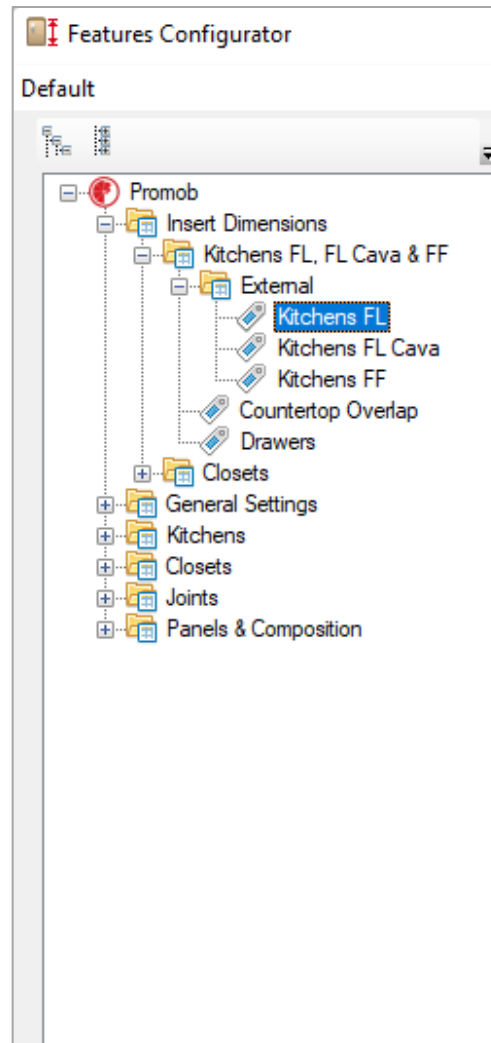 Features Configurator
Default
Promob
Insert Dimensions
Kitchens FL, FL Cava & FF
External
Kitchens FL
Kitchens FL Cava
Kitchens FF
Countertop Overlap
Drawers
Closets
General Settings
Kitchens
Closets
Joints
Panels & Composition